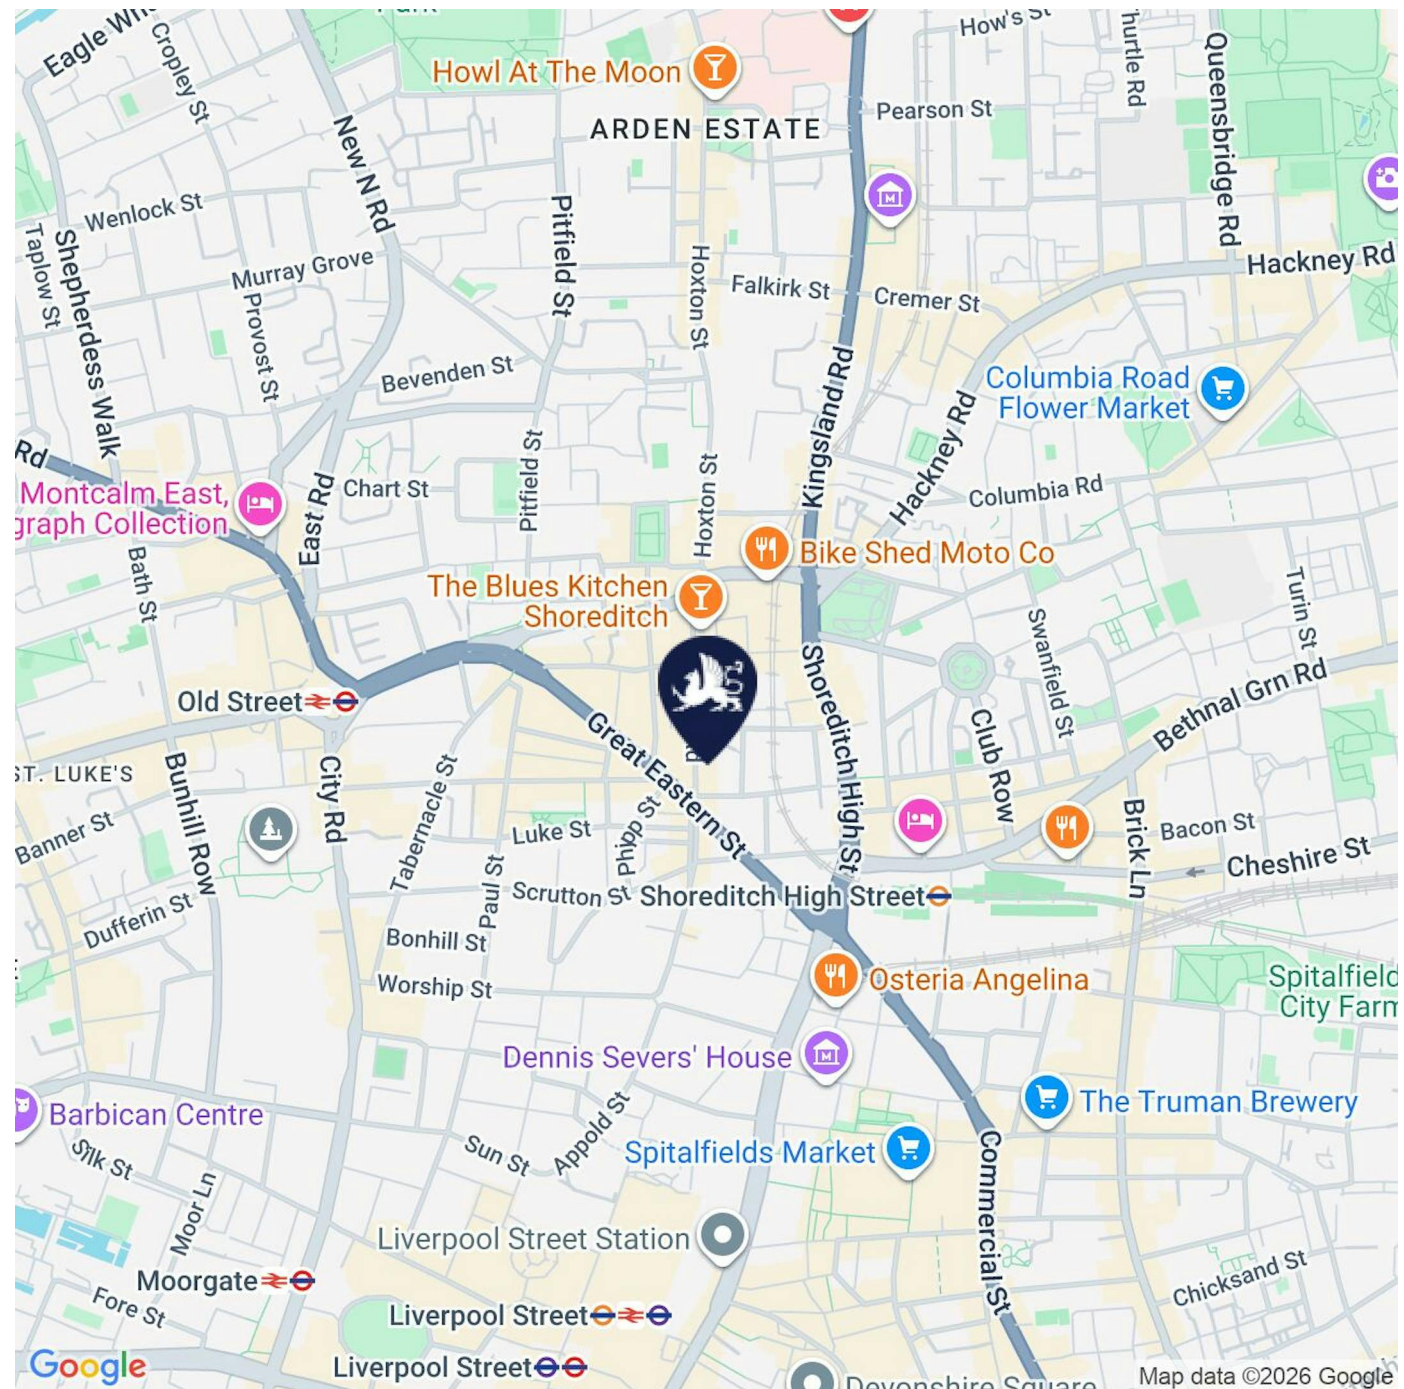 Park
How's St
Eagle Wh
Cropley St
Thurtle Rd
Queensbridge Rd
Howl At The Moon
Pearson St
ARDEN ESTATE
New N Rd
Wenlock St
Pitfield St
Taplow St
Shepherdess Walk
Hoxton St
Murray Grove
Falkirk St
Cremer St
Hackney Rd
Provost St
Bevenden St
Kingsland Rd
Columbia Road
Flower Market
Rd
Hackney Rd
Pitfield St
Hoxton St
Montcalm East,
graph Collection
East Rd
Chart St
Columbia Rd
Bath St
Bike Shed Moto Co
The Blues Kitchen
Shoreditch
Turin St
Swanfield St
Old Street
Shoreditch High St
Bethnal Grn Rd
Great Eastern St
Club Row
ST. LUKE'S
Bunhill Row
City Rd
Tabernacle St
Phipp St
Luke St
Banner St
Brick Ln
Bacon St
Cheshire St
Paul St
Scrutton St
Shoreditch High Street
Dufferin St
Bonhill St
Worship St
Osteria Angelina
Spitalfield
City Farm
Dennis Severs' House
Barbican Centre
The Truman Brewery
Silk St
Sun St
Appold St
Spitalfields Market
Commercial St
Moor Ln
Liverpool Street Station
Moorgate
Fore St
Chicksand St
Liverpool Street
Liverpool Street
Google
Devonshire Square
Map data ©2026 Google